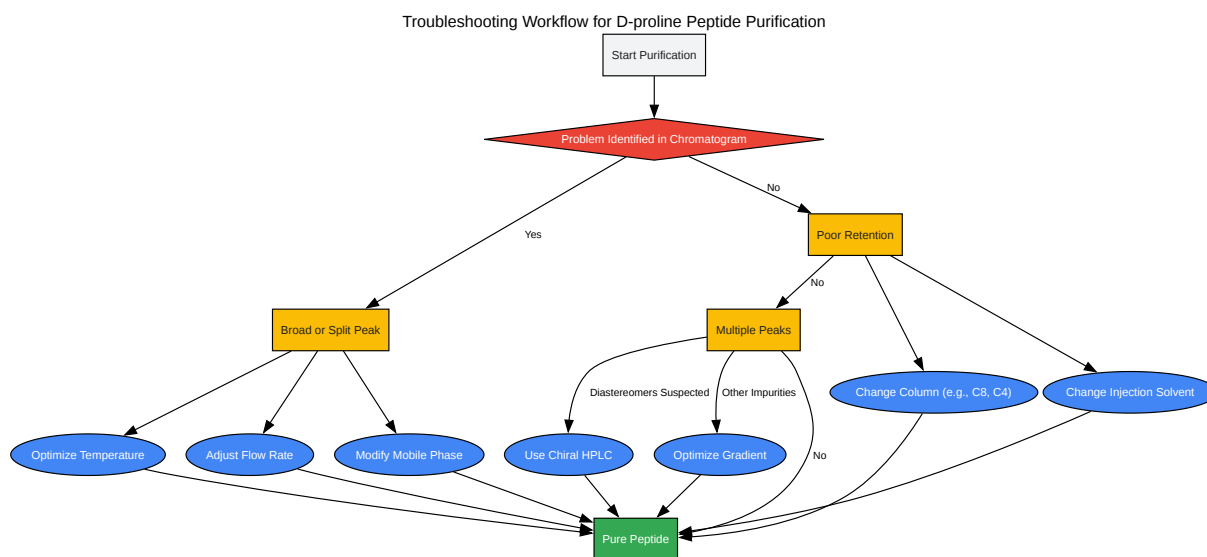 Troubleshooting Workflow for D-proline Peptide Purification
Start Purification
Problem Identified in Chromatogram
No
Yes
Poor Retention
No
Broad or Split Peak
Multiple Peaks
Diastereomers Suspected
Other Impurities
Change Column (e.g., C8, C4)
Change Injection Solvent
Optimize Temperature
Adjust Flow Rate
Modify Mobile Phase
Use Chiral HPLC
Optimize Gradient
No
Pure Peptide